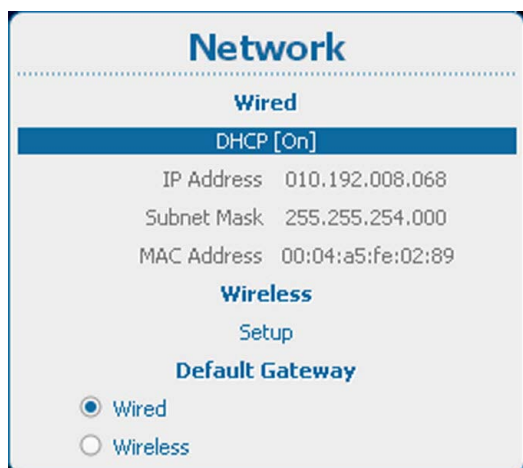 Network
Wired
DHCP [On]
IP Address 010.192.008.068
Subnet Mask 255.255.254.000
MAC Address 00:04:a5:fe:02:89
Wireless
Setup
Default Gateway
Wired
Wireless